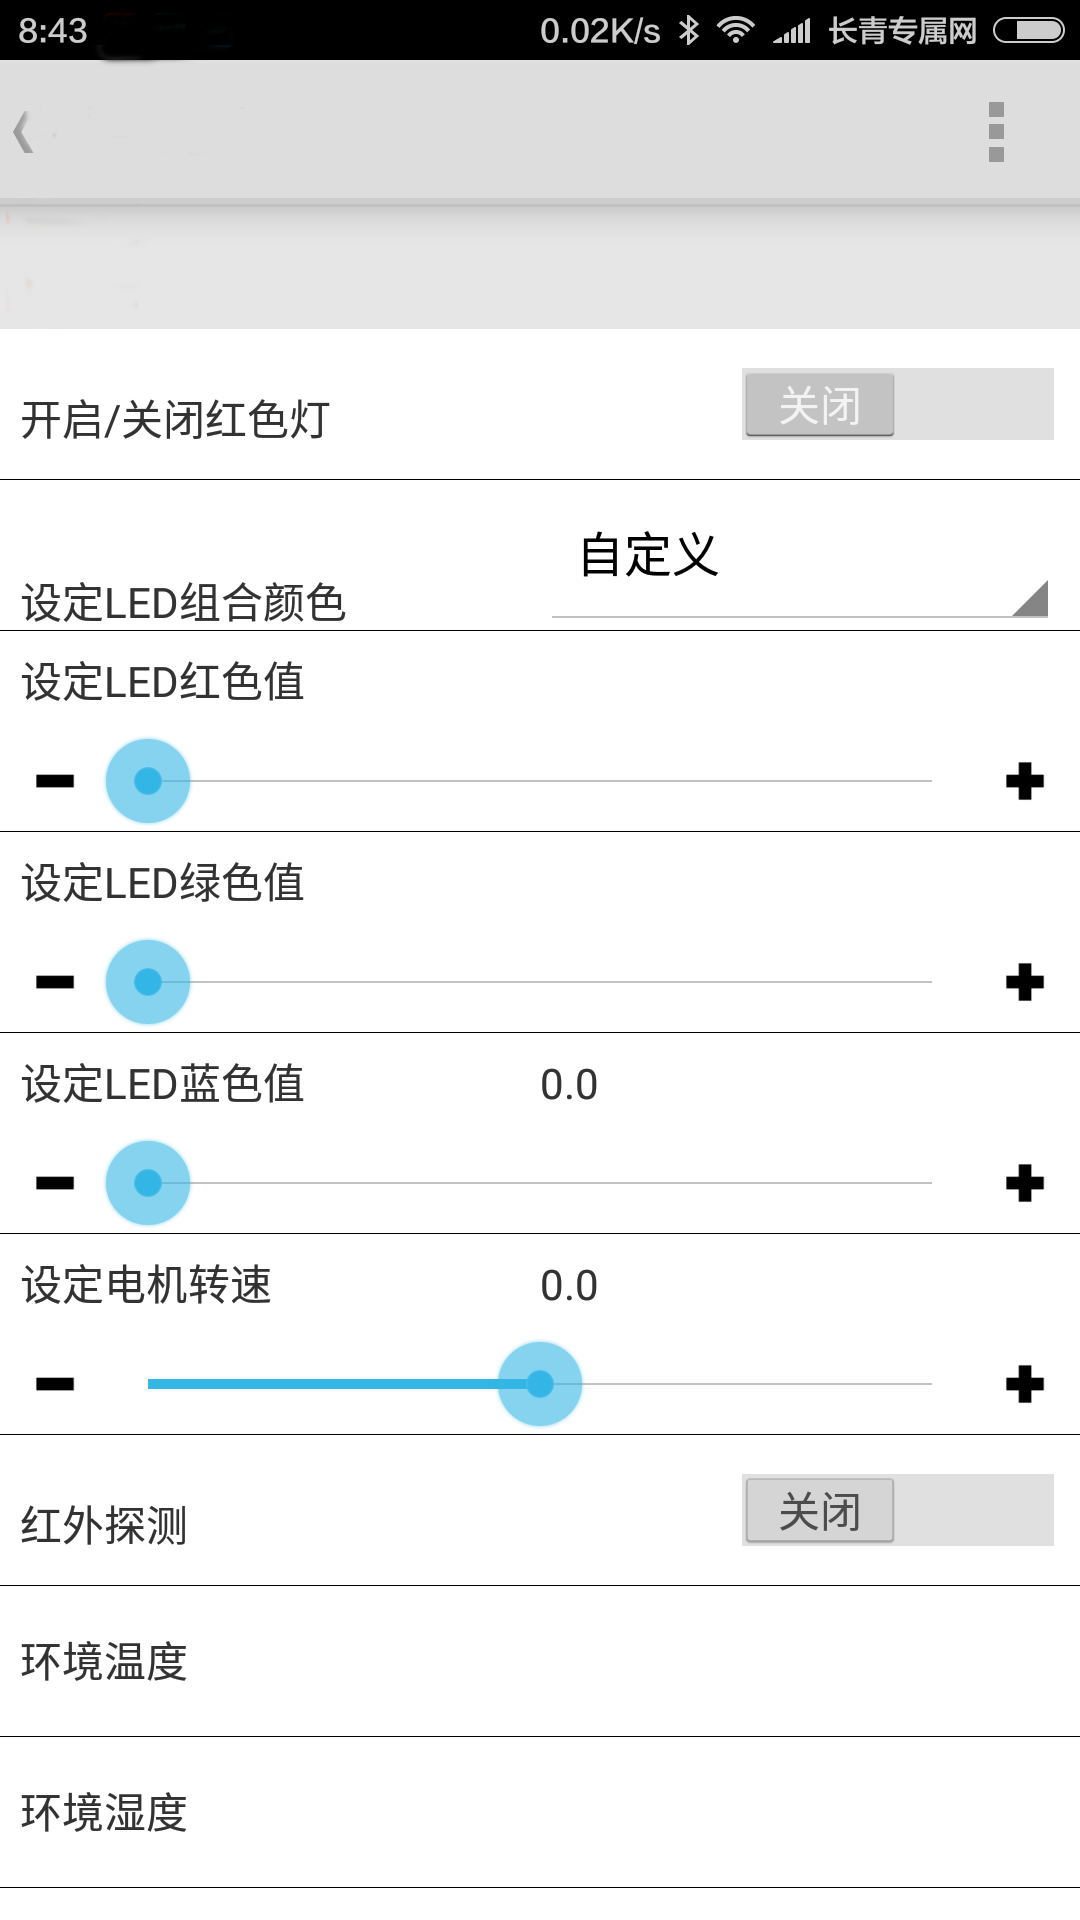 8:43 0.02K/s 长青专属网
开启/关闭红色灯 关闭
自定义
设定LED组合颜色
设定LED红色值
设定LED绿色值
设定LED蓝色值 0.0
设定电机转速 0.0
红外探测 关闭
环境温度
环境湿度